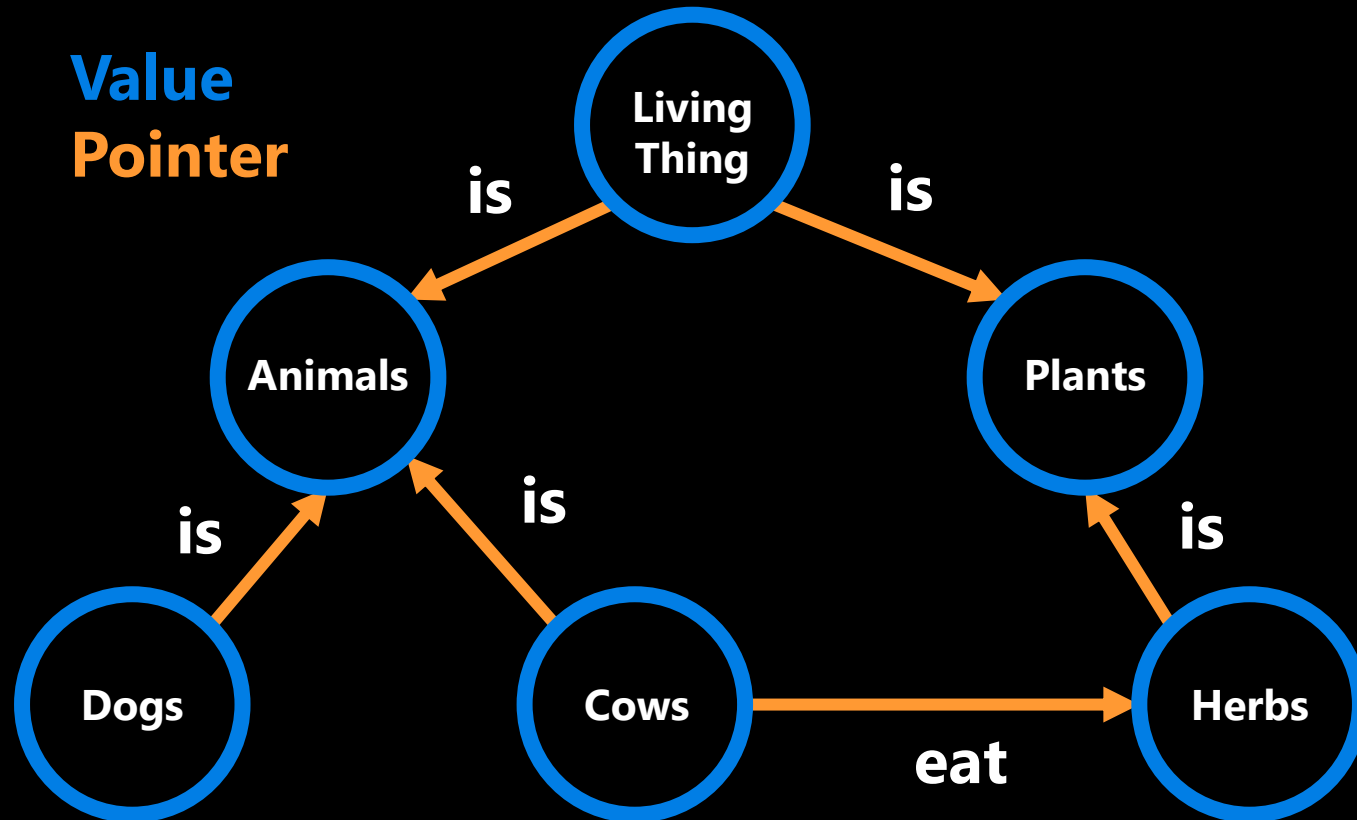 Value
Pointer
Living
Thing
is
is
Animals
Plants
is
is
is
Dogs
Cows
Herbs
eat